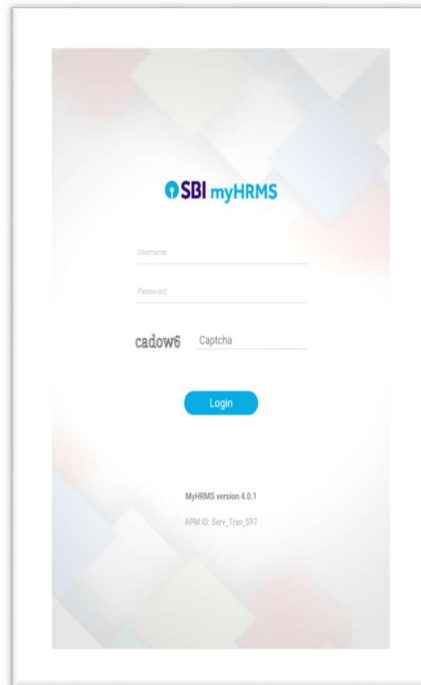 SBI myHRMS
Username
Password
cadow6 Captcha
Login
MyHRMS version 4.0.1
APM ID: Serv_Tran_597